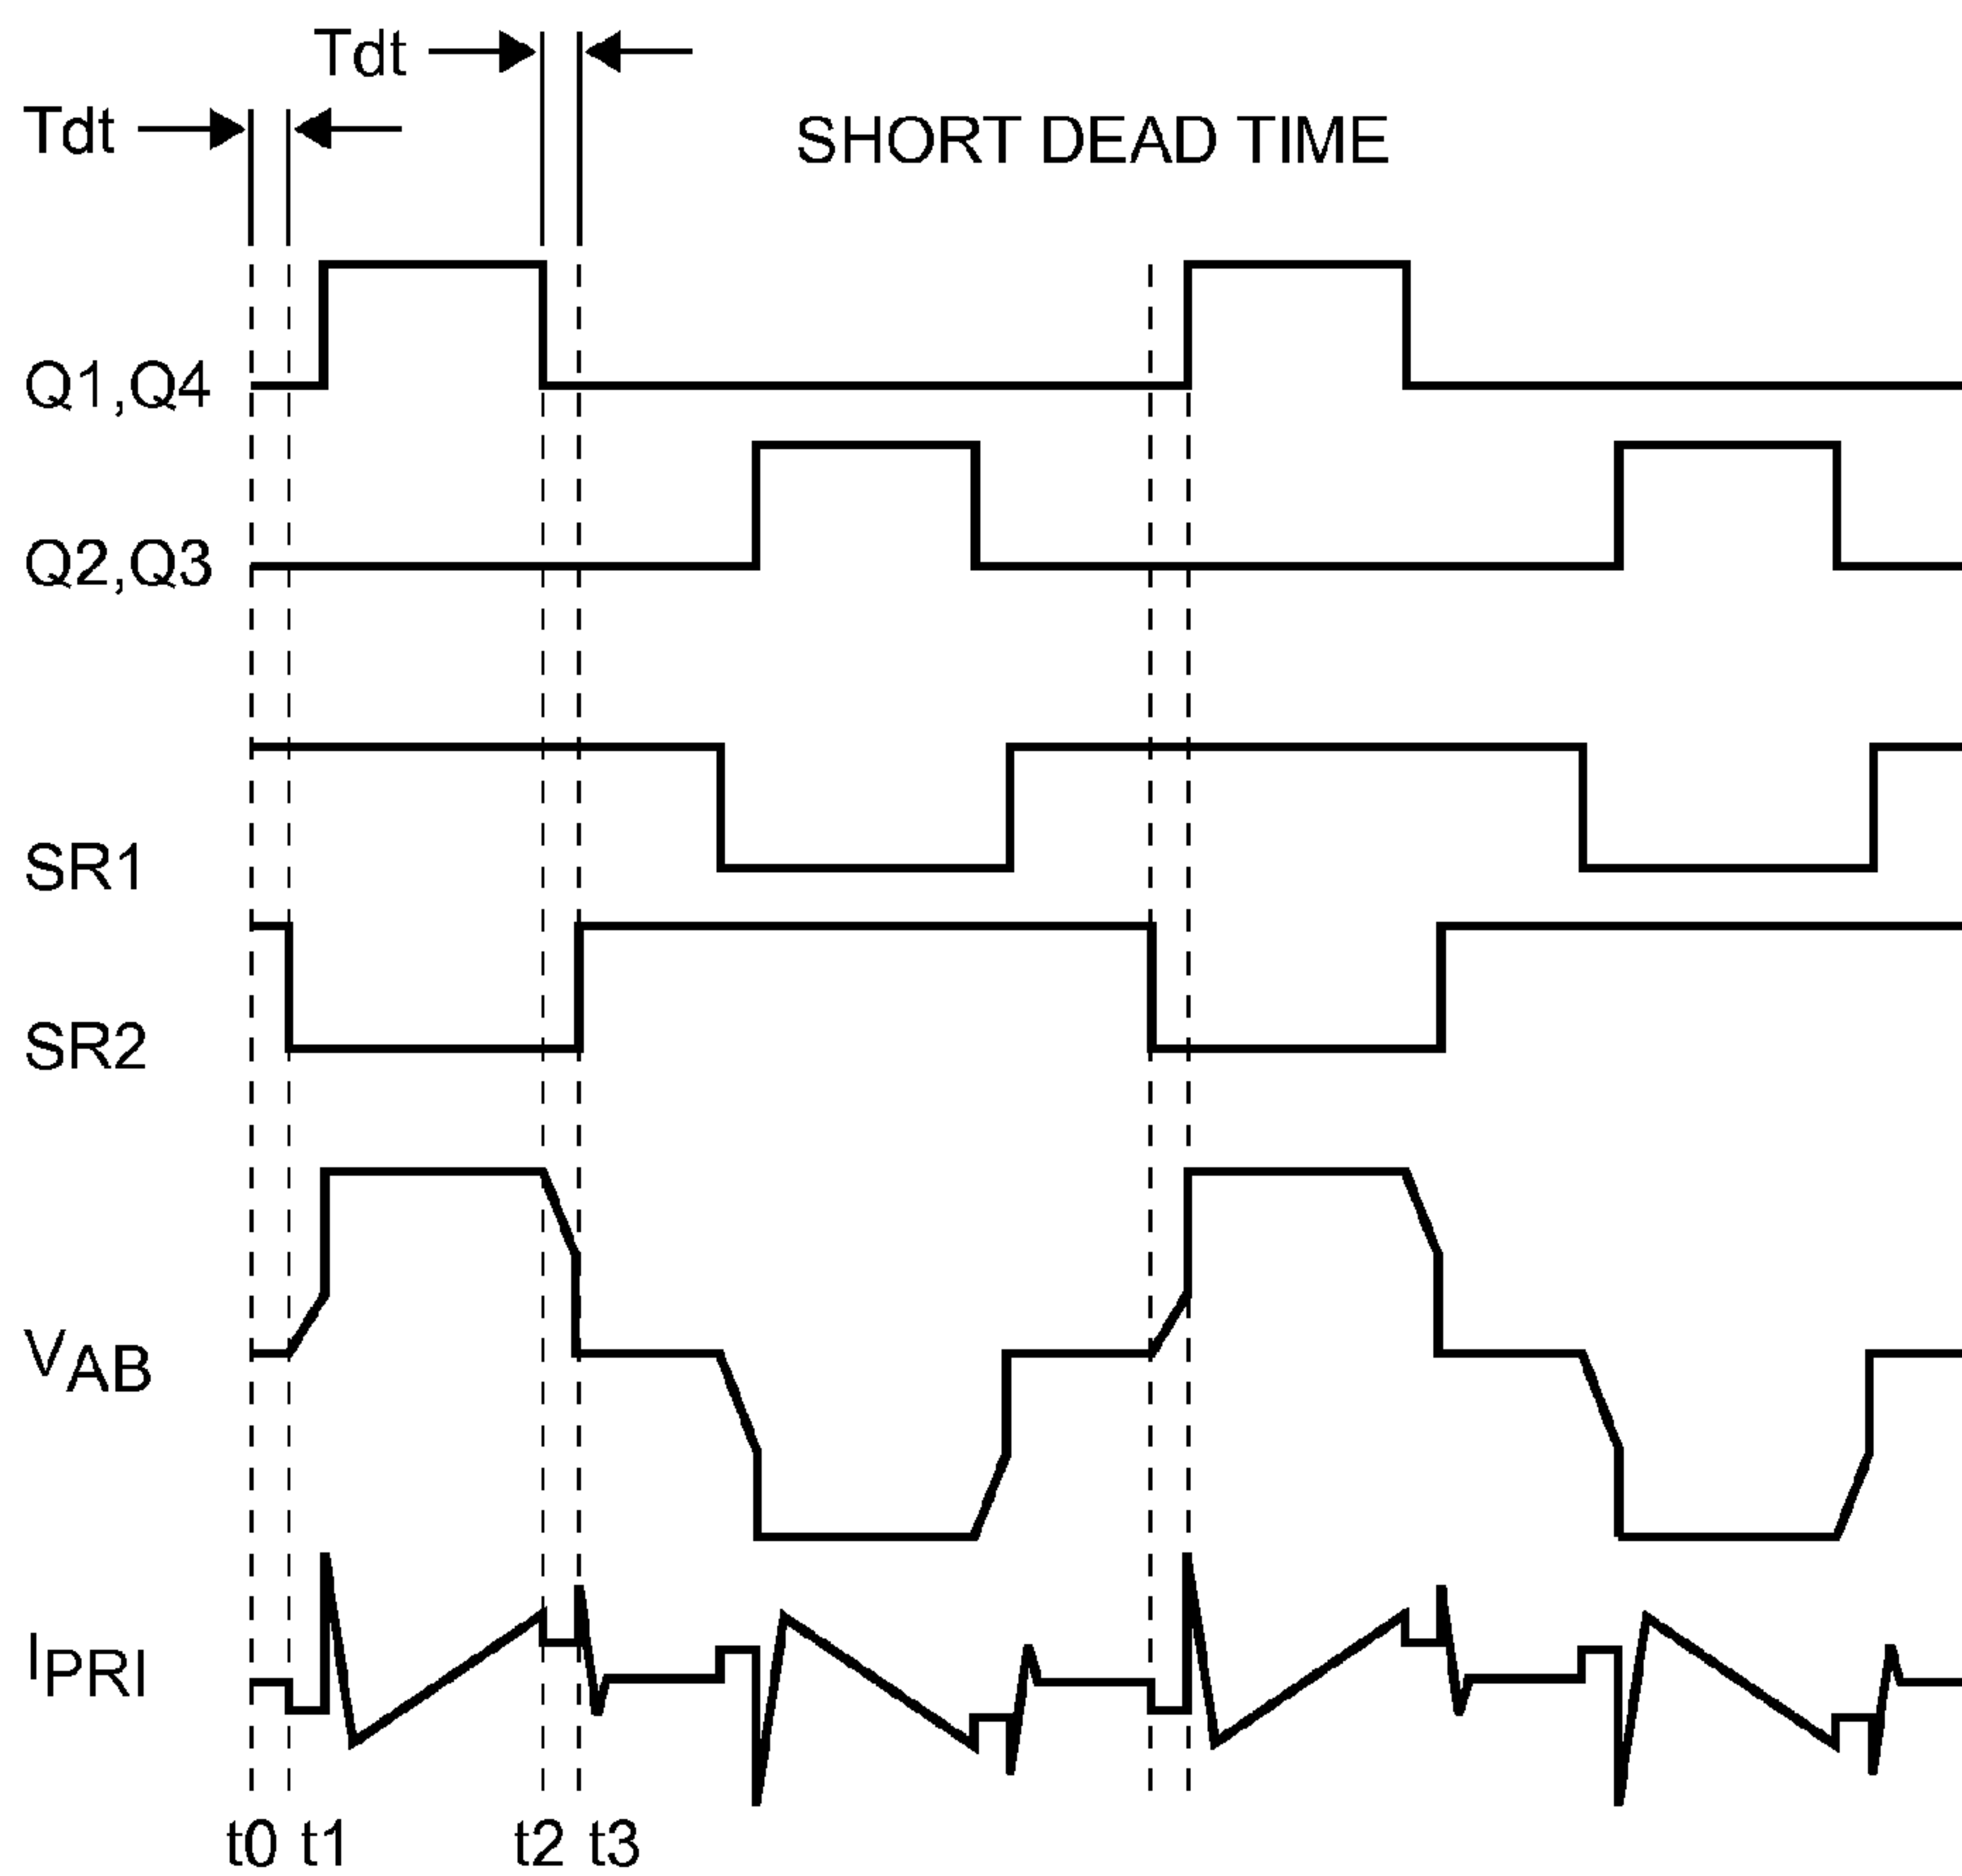 Tdt
Tdt
SHORT DEAD TIME
Q1,Q4
Q2,Q3
SR1
SR2
VAB
IPRI
t0 t1 t2 t3